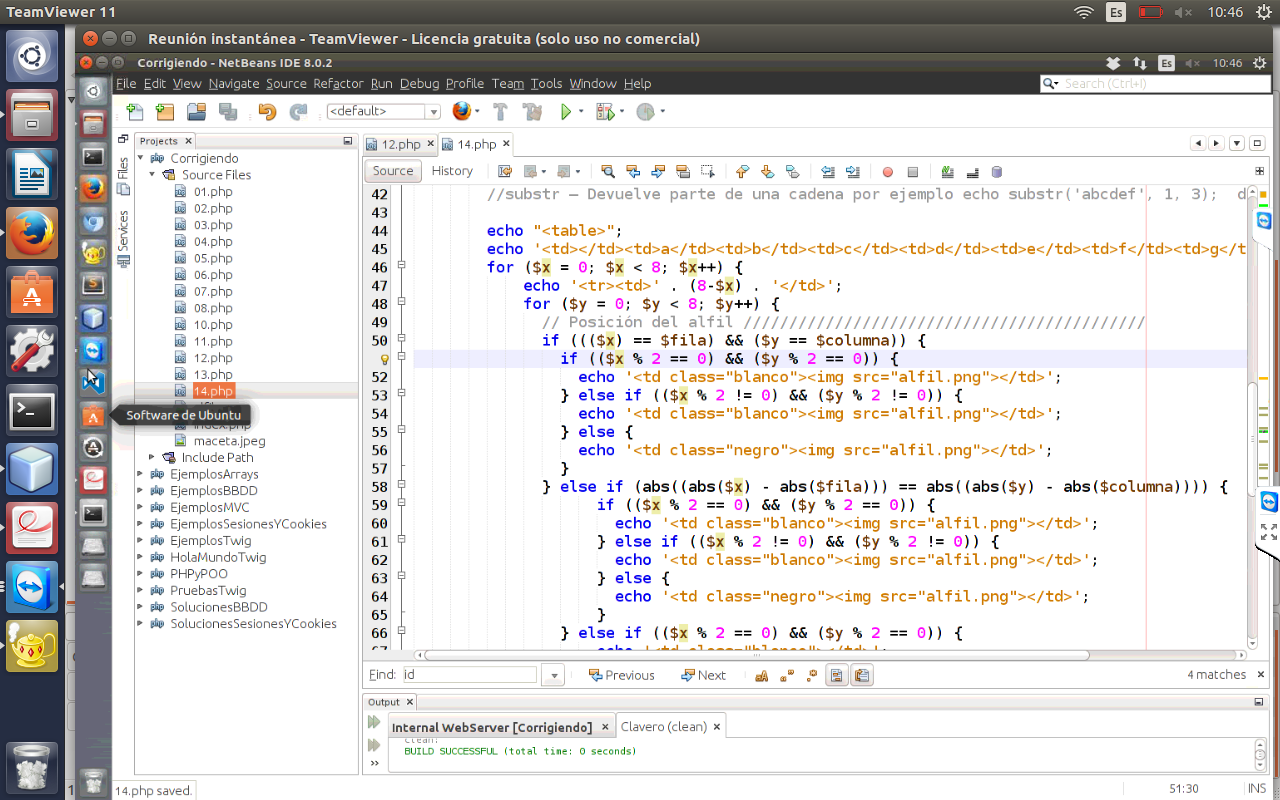 TeamViewer 11
Es
10:46
Reunión instantánea - TeamViewer - Licencia gratuita (solo uso no comercial)
Corrigiendo - NetBeans IDE 8.0.2
Es
10:46
File Edit View Navigate Source Refactor Run Debug Profile Team Tools Window Help
Search (Ctrl+I)
<default>
Files
Services
Projects
Corrigiendo
Source Files
01.php
02.php
03.php
04.php
05.php
06.php
07.php
08.php
10.php
11.php
12.php
13.php
14.php
index.php
maceta.jpeg
Include Path
EjemplosArrays
EjemplosBBDD
EjemplosMVC
EjemplosSesionesYCookies
EjemplosTwig
HolaMundoTwig
PHPyPOO
PruebasTwig
SolucionesBBDD
SolucionesSesionesYCookies
Software de Ubuntu
12.php
14.php
Source History
42 //substr – Devuelve parte de una cadena por ejemplo echo substr('abcdef', 1, 3); d
43
44 echo "<table>";
45 echo '<td></td><td>a</td><td>b</td><td>c</td><td>d</td><td>e</td><td>f</td><td>g</t
46 for ($x = 0; $x < 8; $x++) {
47 echo '<tr><td>' . (8-$x) . '</td>';
48 for ($y = 0; $y < 8; $y++) {
49 // Posición del alfil ////////////////////////////////////////////
50 if ((($x) == $fila) && ($y == $columna)) {
if (($x % 2 == 0) && ($y % 2 == 0)) {
52 echo '<td class="blanco"><img src="alfil.png"></td>';
53 } else if (($x % 2 != 0) && ($y % 2 != 0)) {
54 echo '<td class="blanco"><img src="alfil.png"></td>';
55 } else {
56 echo '<td class="negro"><img src="alfil.png"></td>';
57 }
58 } else if (abs((abs($x) - abs($fila))) == abs((abs($y) - abs($columna)))) {
59 if (($x % 2 == 0) && ($y % 2 == 0)) {
60 echo '<td class="blanco"><img src="alfil.png"></td>';
61 } else if (($x % 2 != 0) && ($y % 2 != 0)) {
62 echo '<td class="blanco"><img src="alfil.png"></td>';
63 } else {
64 echo '<td class="negro"><img src="alfil.png"></td>';
65 }
66 } else if (($x % 2 == 0) && ($y % 2 == 0)) {
67 echo '<td class="blanco"></td>';
Find: id
Previous
Next
4 matches
Output
Internal WebServer [Corrigiendo]
Clavero (clean)
clean:
BUILD SUCCESSFUL (total time: 0 seconds)
14.php saved.
51:30
INS